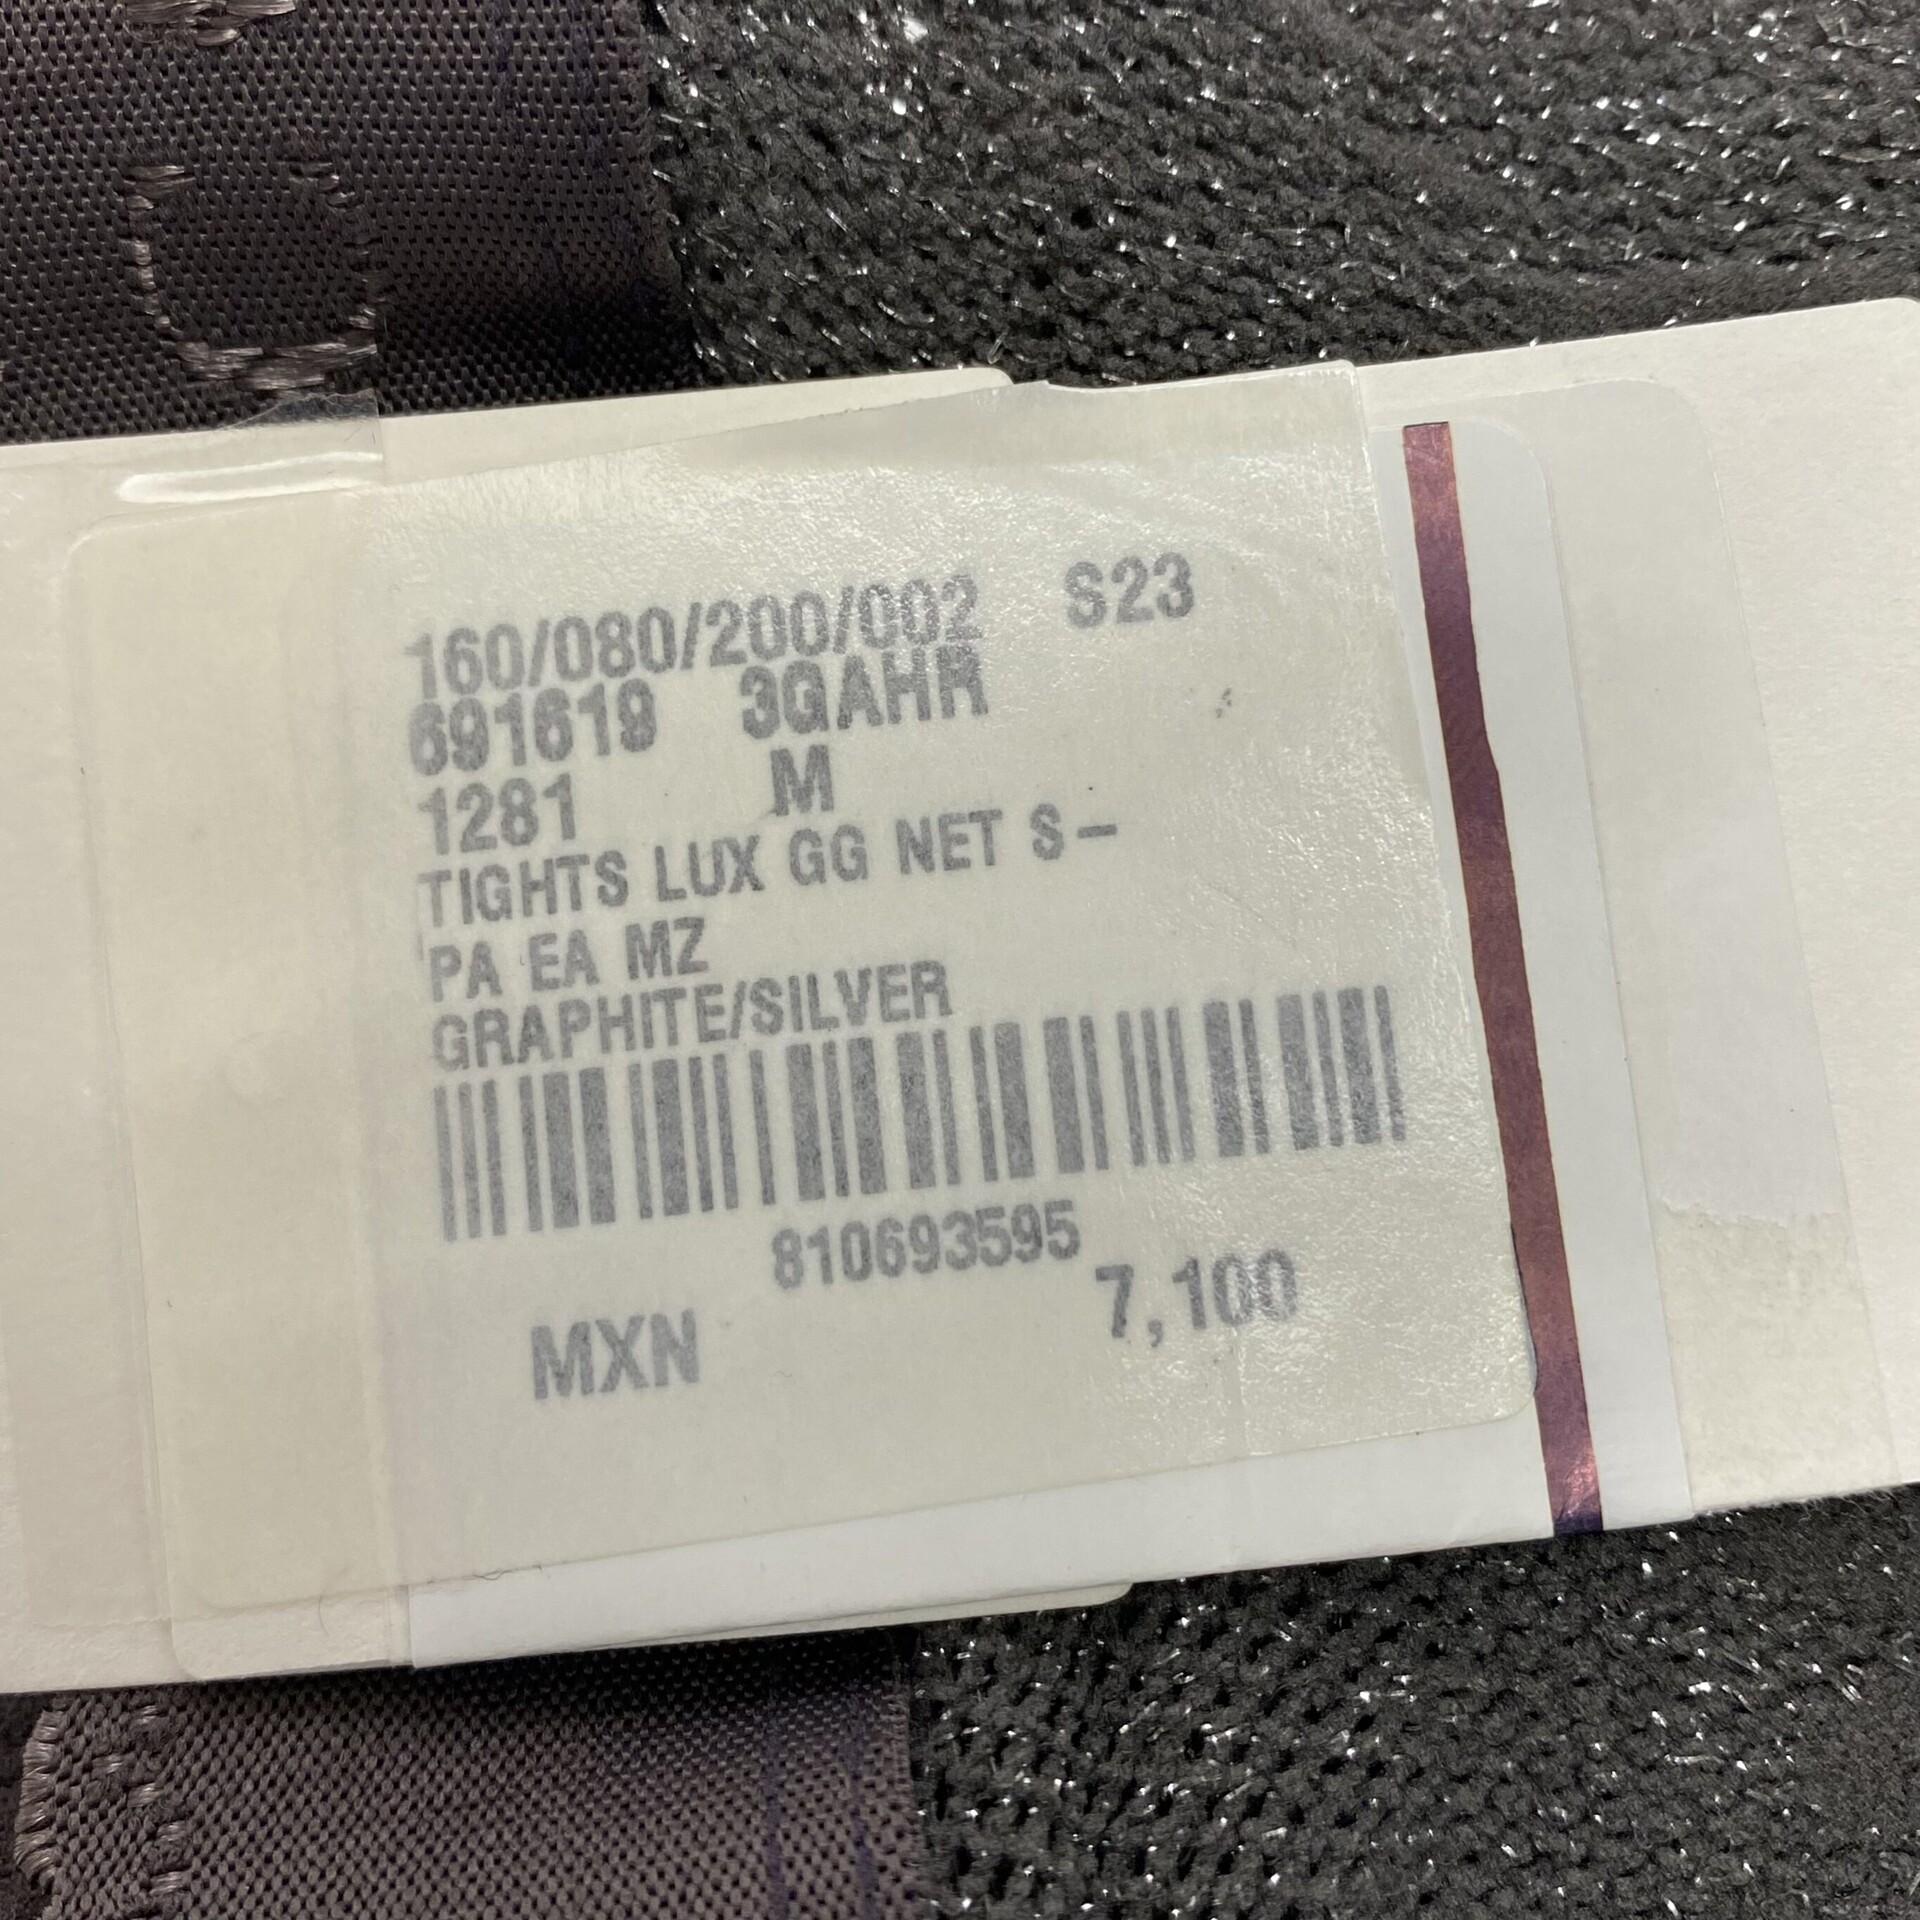 160/080/200/002 S23
691619 3GAHR
1281 M
TIGHTS LUX GG NET S-
PA EA MZ
GRAPHITE/SILVER
810693595
MXN 7,100